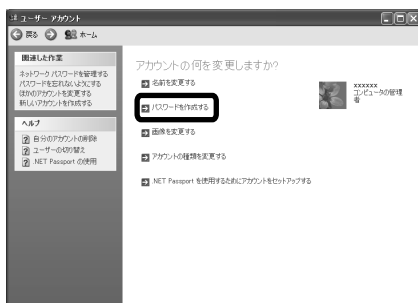 ユーザー アカウント
戻る
ホーム
関連した作業
ネットワーク パスワードを管理する
パスワードを忘れないようにする
ほかのアカウントを変更する
新しいアカウントを作成する
ヘルプ
自分のアカウントの削除
ユーザーの切り替え
.NET Passport の使用
アカウントの何を変更しますか?
名前を変更する
パスワードを作成する
画像を変更する
アカウントの種類を変更する
.NET Passport を使用するためにアカウントをセットアップする
xxxxxx
コンピュータの管理
者